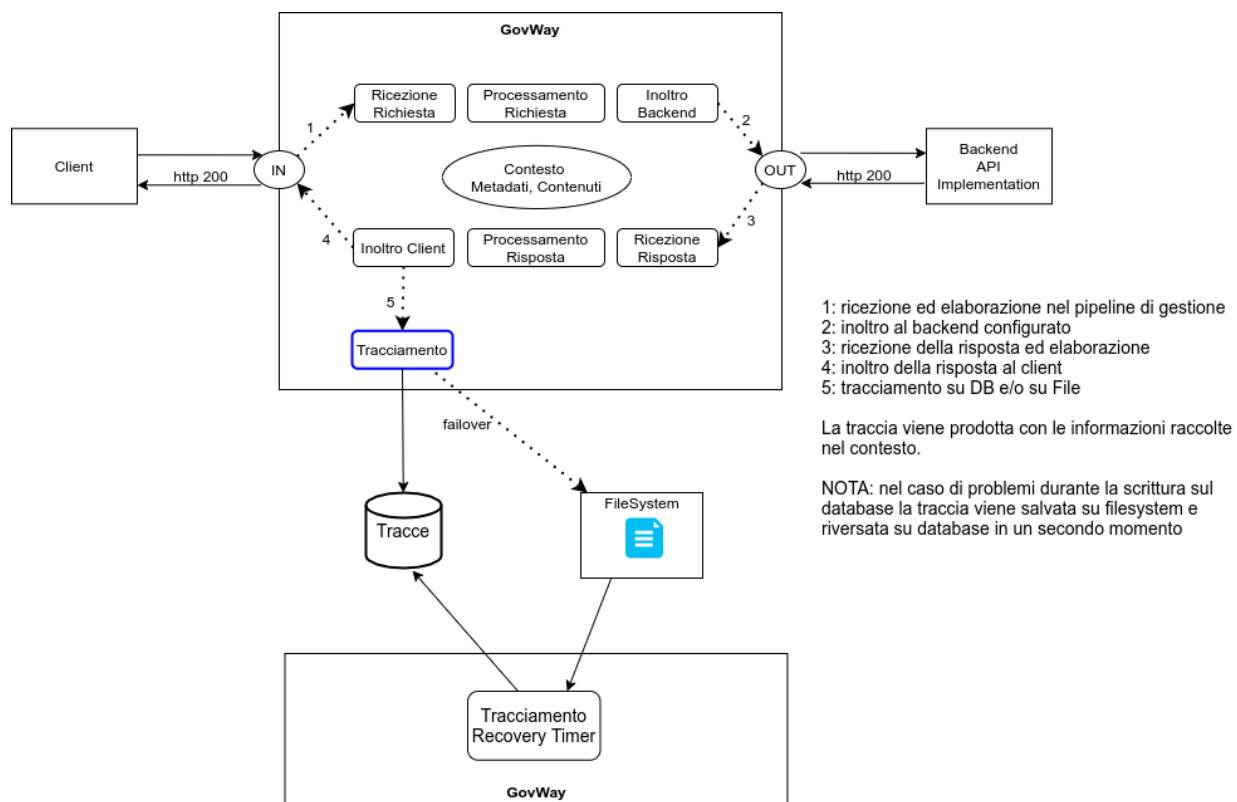 GovWay
Ricezione
Richiesta
Processamento
Richiesta
Inoltro
Backend
1
2
Client
http 200
IN
Contesto
Metadati, Contenuti
OUT
http 200
Backend
API
Implementation
4
3
Inoltro Client
Processamento
Risposta
Ricezione
Risposta
5
Tracciamento
failover
1: ricezione ed elaborazione nel pipeline di gestione
2: inoltro al backend configurato
3: ricezione della risposta ed elaborazione
4: inoltro della risposta al client
5: tracciamento su DB e/o su File
La traccia viene prodotta con le informazioni raccolte
nel contesto.
NOTA: nel caso di problemi durante la scrittura sul
database la traccia viene salvata su filesystem e
riversata su database in un secondo momento
Tracce
FileSystem
Tracciamento
Recovery Timer
GovWay